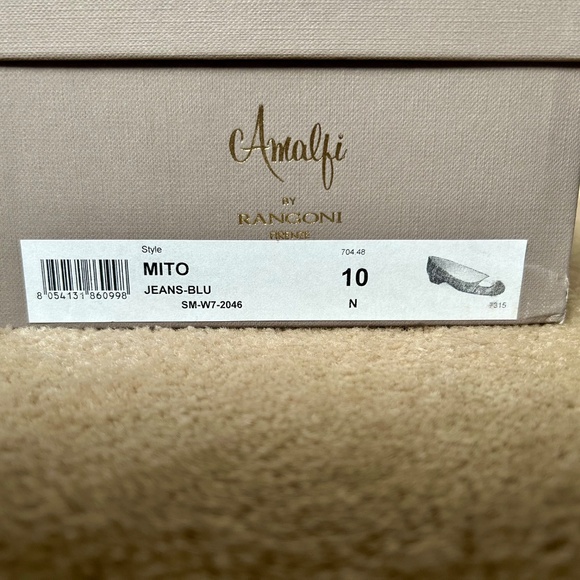 Amalfi
BY
RANGONI
FIRENZE
Style
704.48
MITO
10
JEANS-BLU
SM-W7-2046
N
8 054131 860998